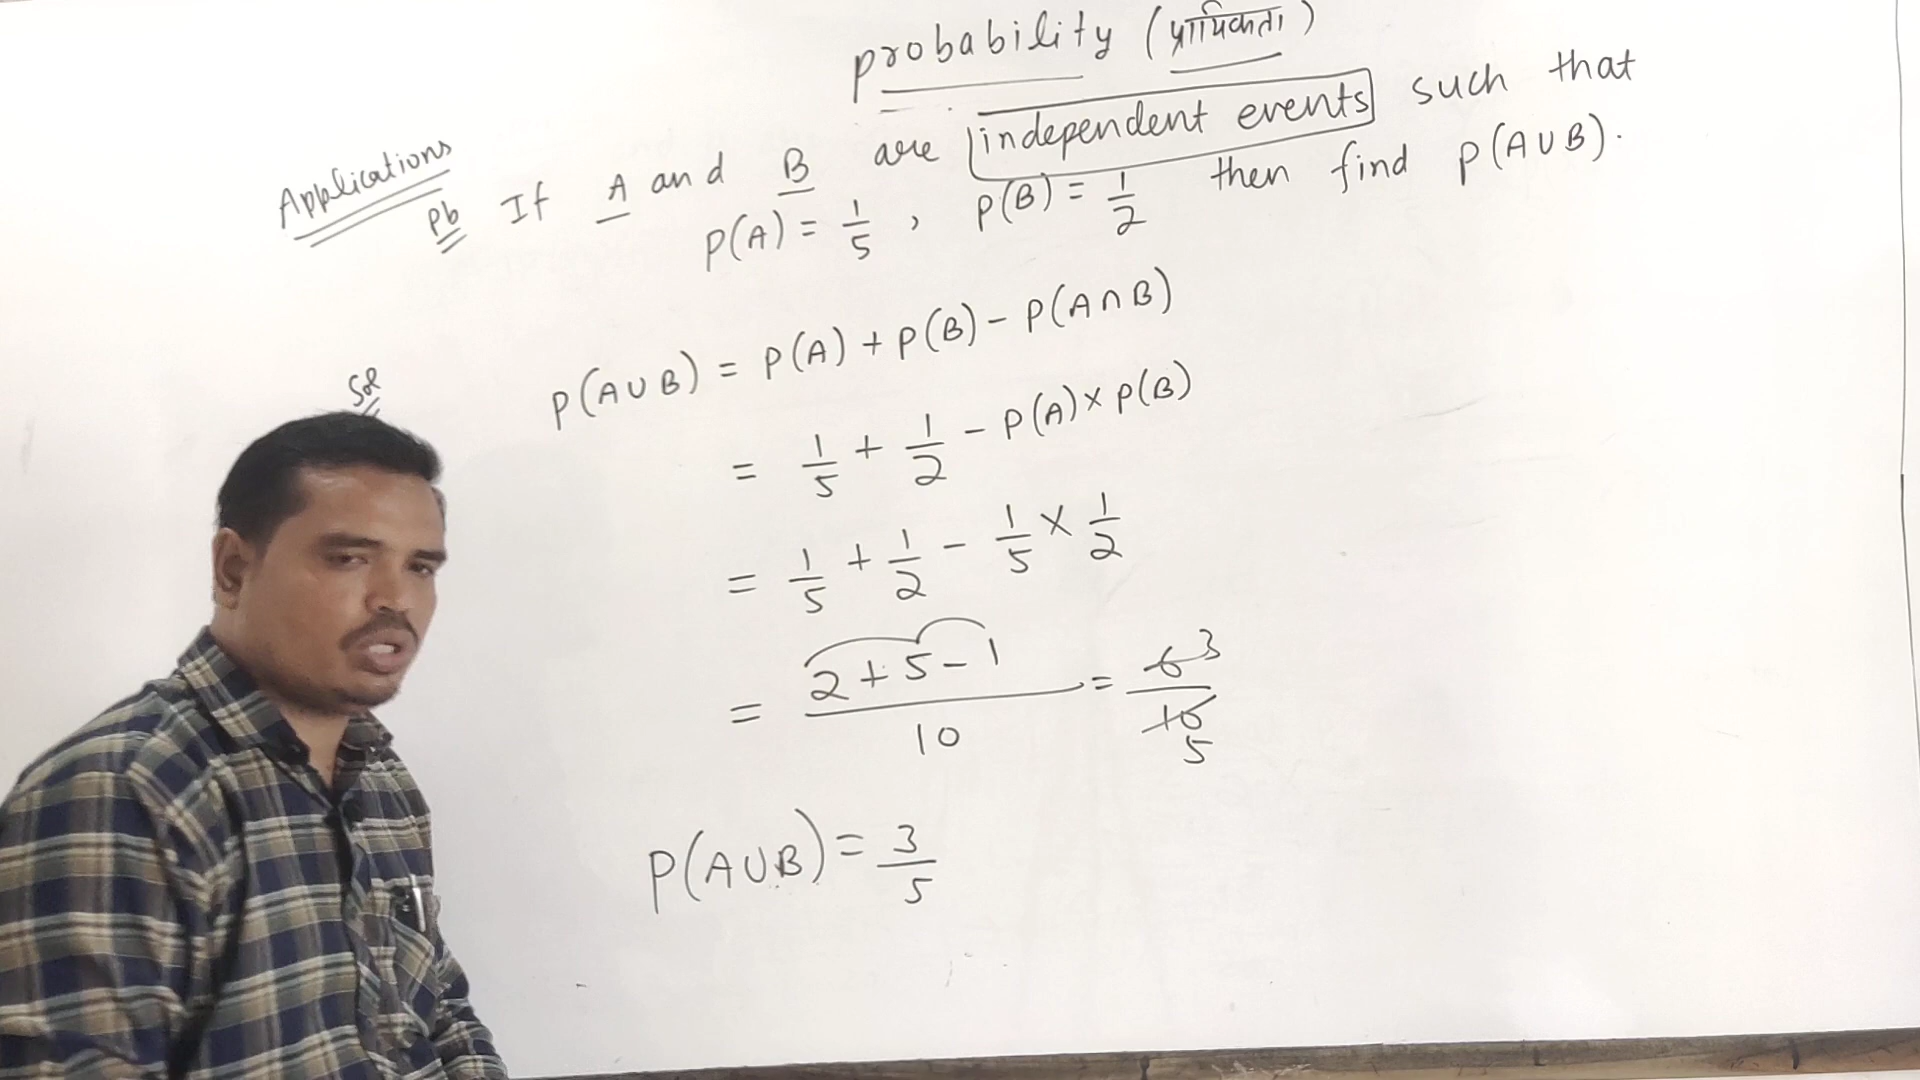 probability (प्रायिकता)
Applications
Pb If A and B are independent events such that
P(A) = 1/5 , P(B) = 1/2 then find P(A∪B).
Sol
P(A∪B) = P(A) + P(B) - P(A∩B)
= 1/5 + 1/2 - P(A) × P(B)
= 1/5 + 1/2 - 1/5 × 1/2
= 2+5-1/10 = 6 3/10 5
P(A∪B) = 3/5